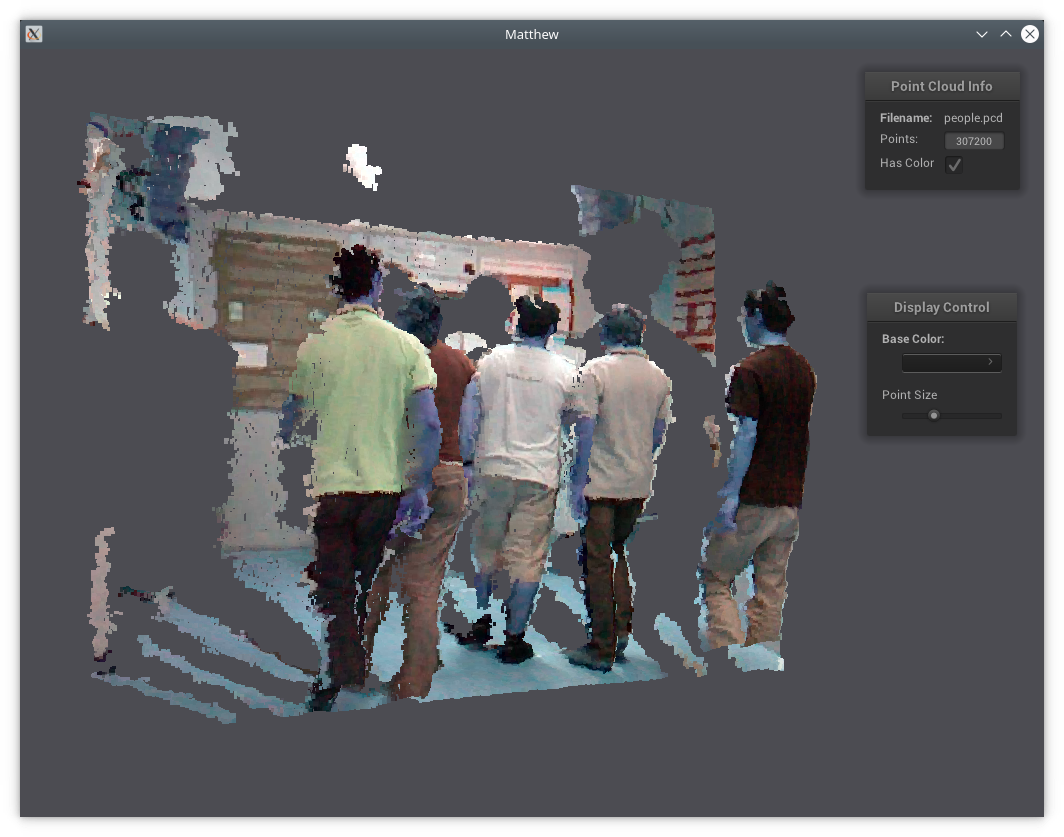 Matthew
Point Cloud Info
Filename: people.pcd
Points: 307200
Has Color
Display Control
Base Color:
Point Size